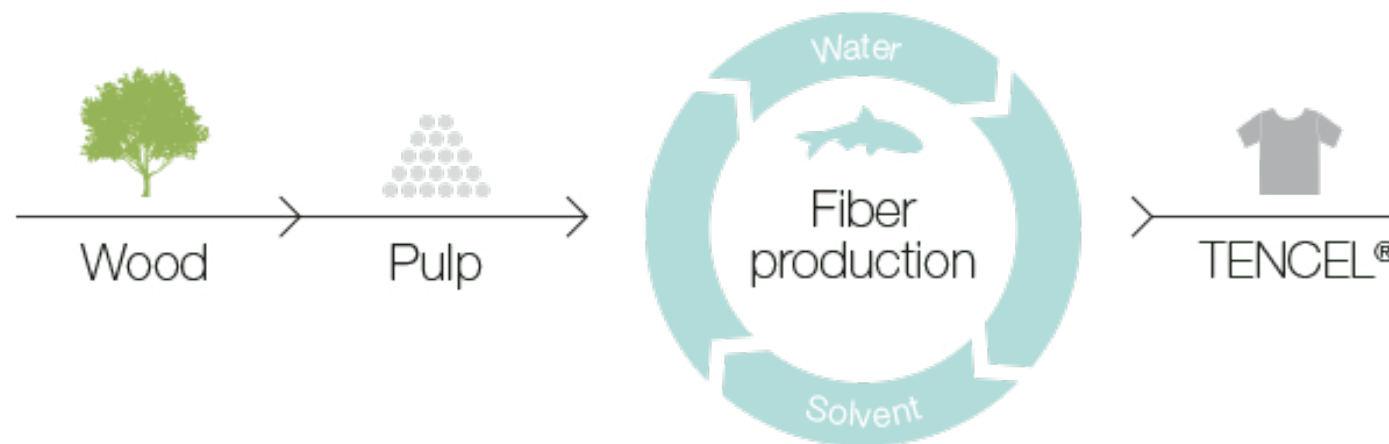 Wood
Pulp
Water
Fiber
production
Solvent
TENCEL®